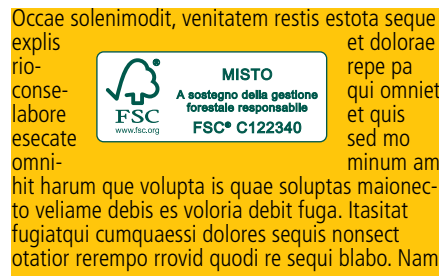 Occae solenimodit, venitatem restis estota seque
explis et dolorae
rio- repe pa
conse- qui omniet
labore et quis
esecate sed mo
omni- minum am
FSC
www.fsc.org
MISTO
A sostegno della gestione
forestale responsabile
FSC® C122340
hit harum que volupta is quae soluptas maionec-
to veliame debis es voloria debit fuga. Itasitat
fugiatqui cumquaessi dolores sequis nonsect
otatior rerempo rrovid quodi re sequi blabo. Nam